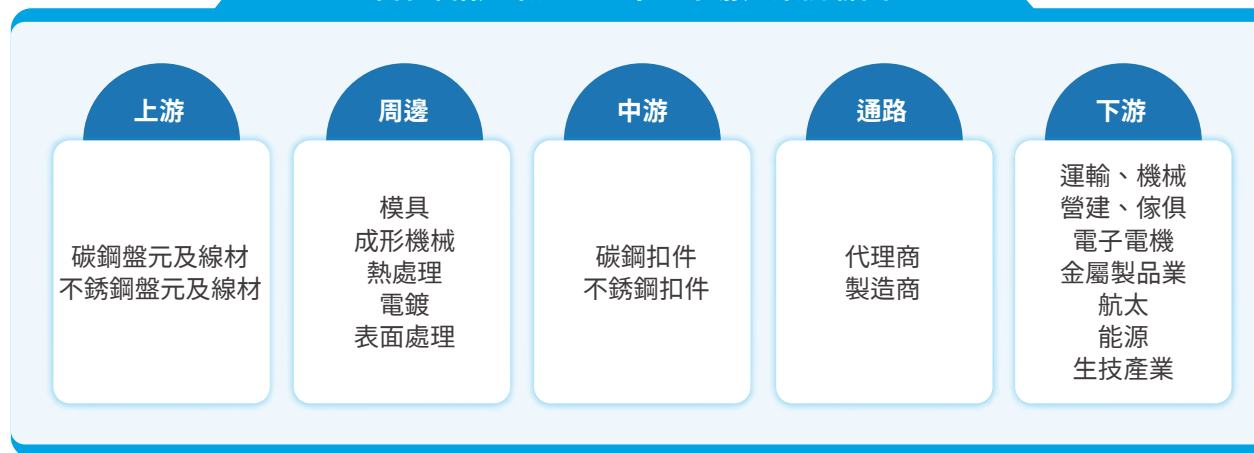 上游
碳鋼盤元及線材
不銹鋼盤元及線材
周邊
模具
成形機械
熱處理
電鍍
表面處理
中游
碳鋼扣件
不銹鋼扣件
通路
代理商
製造商
下游
運輸、機械
營建、傢俱
電子電機
金屬製品業
航太
能源
生技產業